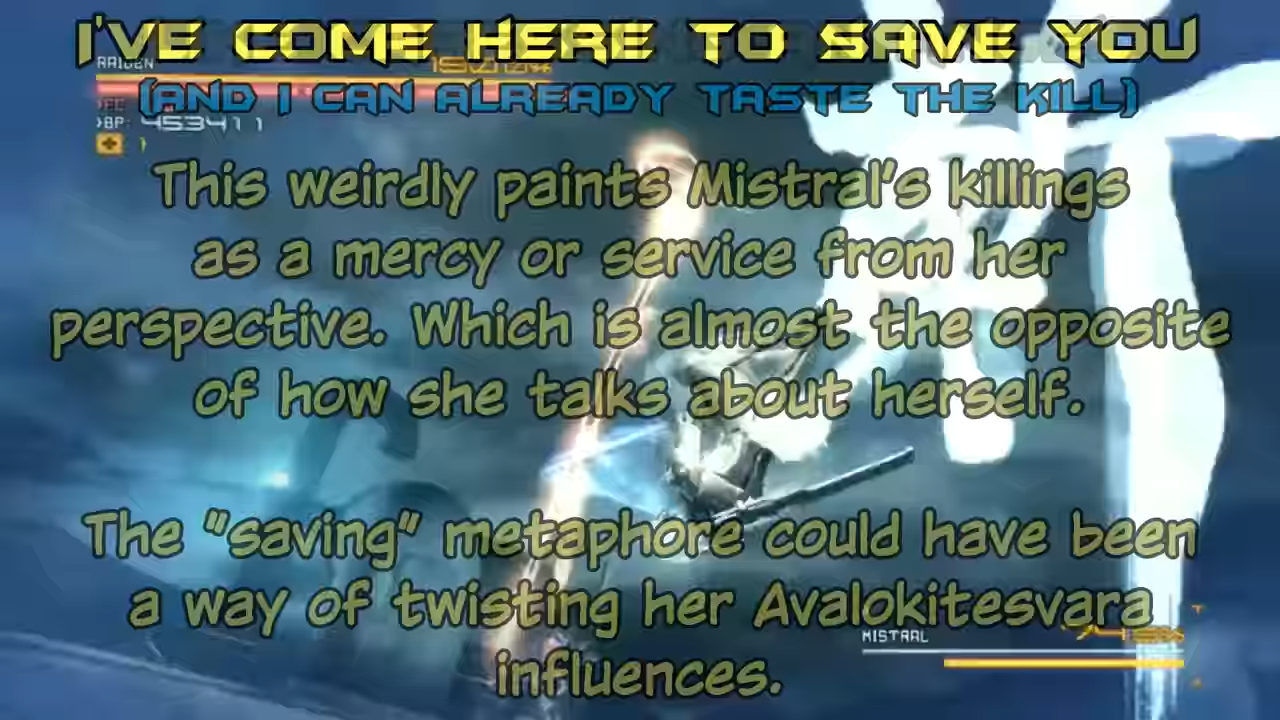 I'VE COME HERE TO SAVE YOU
RAIDEN
(AND I CAN ALREADY TASTE THE KILL)
BP: 453411
1
This weirdly paints Mistral's killings
as a mercy or service from her
perspective. Which is almost the opposite
of how she talks about herself.
The "saving" metaphore could have been
a way of twisting her Avalokitesvara
MISTRAL
influences.